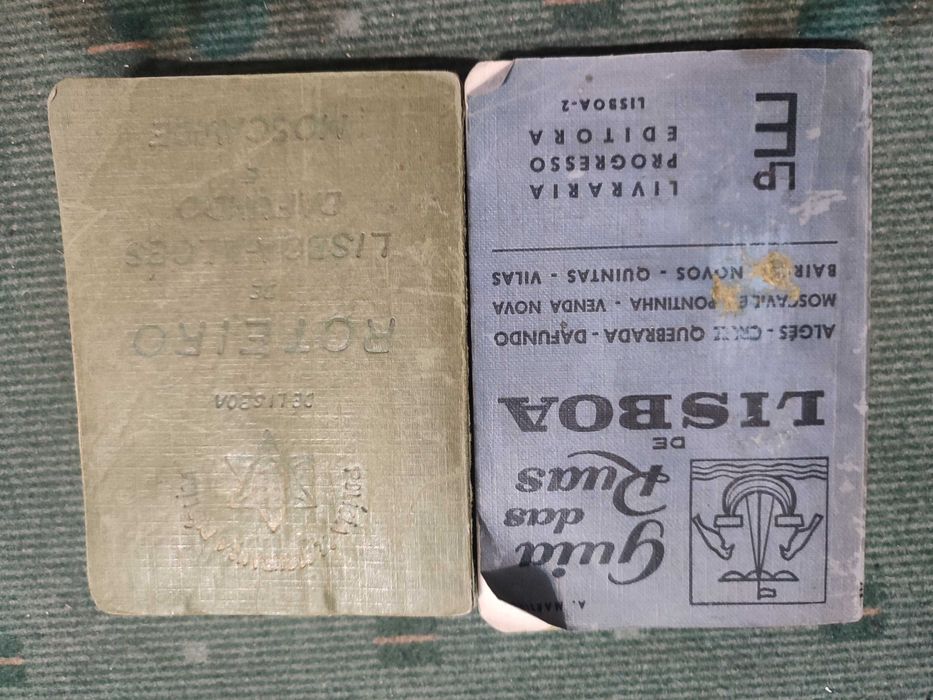 DE LISBOA
ROTEIRO
DE
LISBOA-ALGÉS
DAFUNDO
E
MOSCAVIDE
Guia
das
Ruas
DE
LISBOA
ALGÉS - CRUZ QUEBRADA - DAFUNDO
MOSCAVIDE - PONTINHA - VENDA NOVA
BAIRROS NOVOS - QUINTAS - VILAS
LIVRARIA
PROGRESSO
EDITORA
LISBOA-2